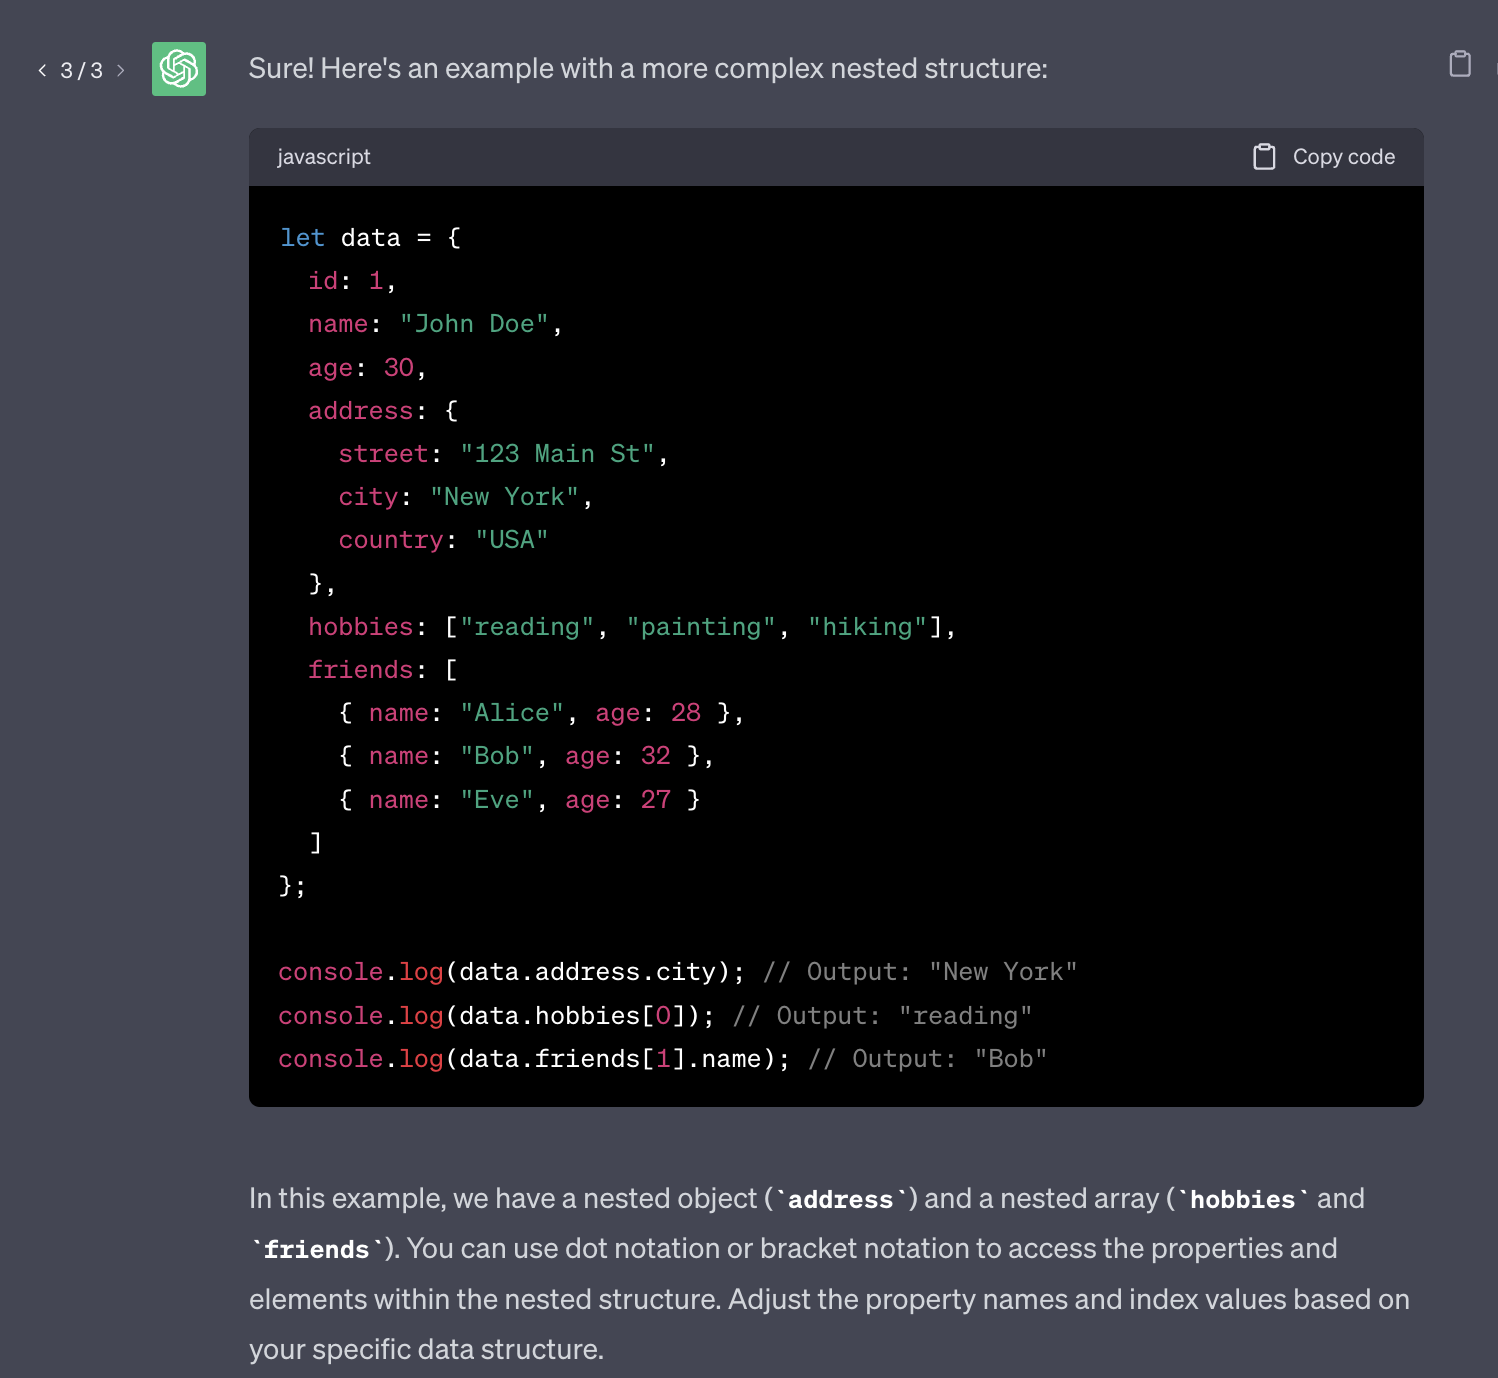 3 / 3
Sure! Here's an example with a more complex nested structure:
javascript
Copy code
let data = {
  id: 1,
  name: "John Doe",
  age: 30,
  address: {
    street: "123 Main St",
    city: "New York",
    country: "USA"
  },
  hobbies: ["reading", "painting", "hiking"],
  friends: [
    { name: "Alice", age: 28 },
    { name: "Bob", age: 32 },
    { name: "Eve", age: 27 }
  ]
};
console.log(data.address.city); // Output: "New York"
console.log(data.hobbies[0]); // Output: "reading"
console.log(data.friends[1].name); // Output: "Bob"
In this example, we have a nested object (`address`) and a nested array (`hobbies` and
`friends`). You can use dot notation or bracket notation to access the properties and
elements within the nested structure. Adjust the property names and index values based on
your specific data structure.